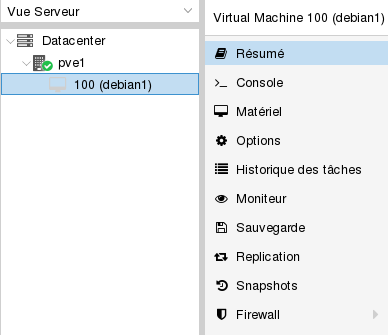 Vue Serveur
Datacenter
pve1
100 (debian1)
Virtual Machine 100 (debian1)
Résumé
Console
Matériel
Options
Historique des tâches
Moniteur
Sauvegarde
Replication
Snapshots
Firewall